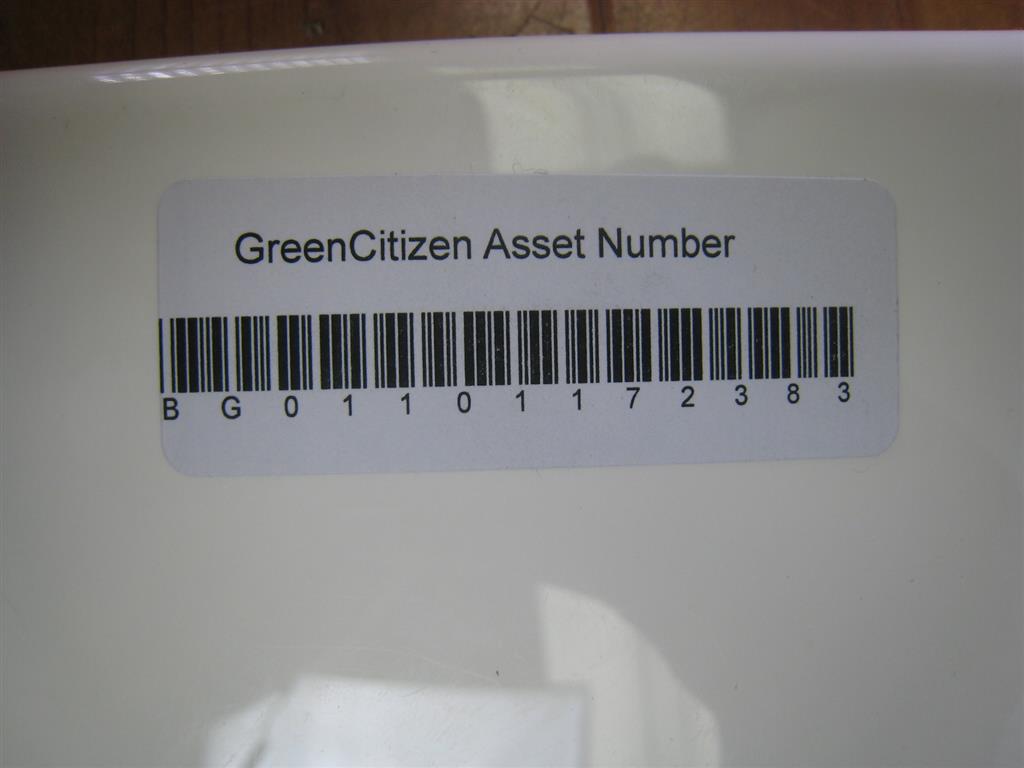 GreenCitizen Asset Number
B G 0 1 1 0 1 1 7 2 3 8 3